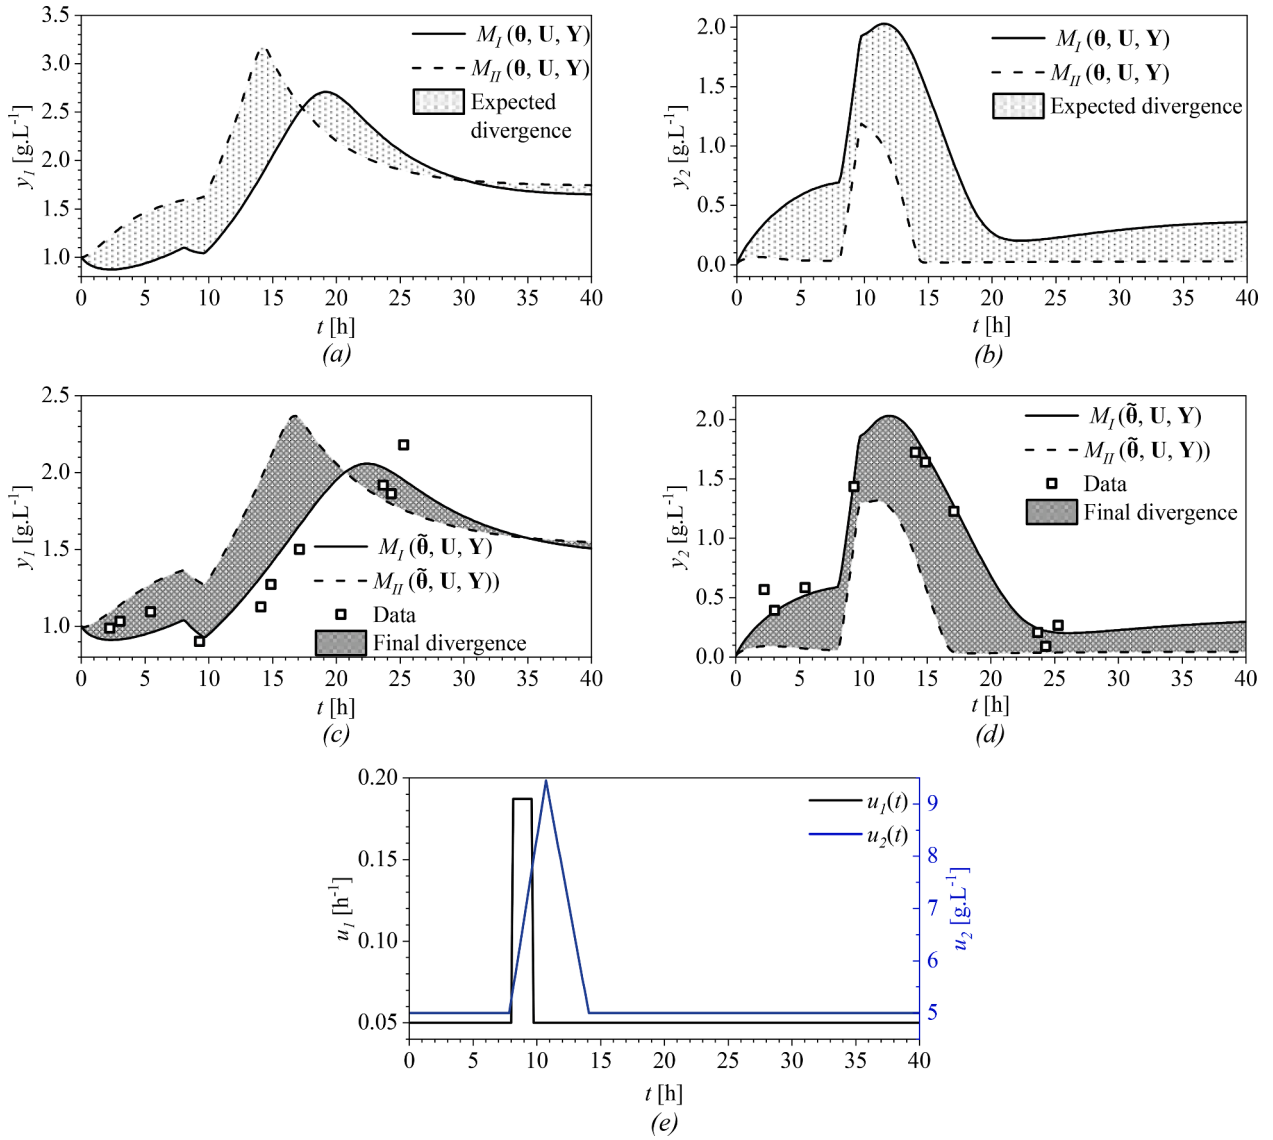 3.5
3.0
2.5
2.0
1.5
1.0
y1 [g.L-1]
0 5 10 15 20 25 30 35 40
t [h]
(a)
MI (θ, U, Y)
MII (θ, U, Y)
Expected
divergence
2.0
1.5
1.0
0.5
0.0
y2 [g.L-1]
0 5 10 15 20 25 30 35 40
t [h]
(b)
MI (θ, U, Y)
MII (θ, U, Y)
Expected divergence
2.5
2.0
1.5
1.0
y1 [g.L-1]
0 5 10 15 20 25 30 35 40
t [h]
(c)
MI (θ̃, U, Y)
MII (θ̃, U, Y))
Data
Final divergence
2.0
1.5
1.0
0.5
0.0
y2 [g.L-1]
0 5 10 15 20 25 30 35 40
t [h]
(d)
MI (θ̃, U, Y)
MII (θ̃, U, Y))
Data
Final divergence
0.20
0.15
0.10
0.05
u1 [h-1]
0 5 10 15 20 25 30 35 40
t [h]
(e)
u1(t)
u2(t)
9
8
7
6
5
u2 [g.L-1]